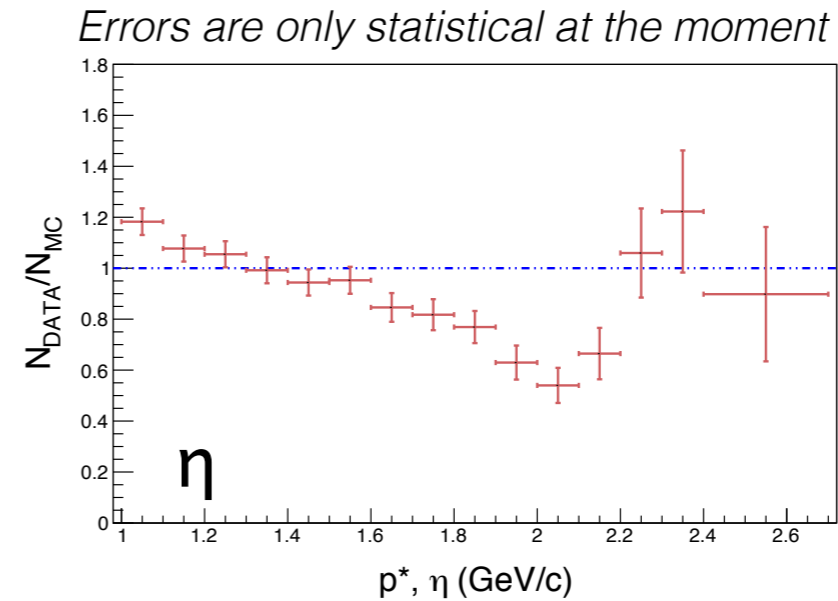 Errors are only statistical at the moment
1.8
1.6
1.4
1.2
1
0.8
0.6
0.4
0.2
0
N_DATA/N_MC
η
1 1.2 1.4 1.6 1.8 2 2.2 2.4 2.6
p*, η (GeV/c)